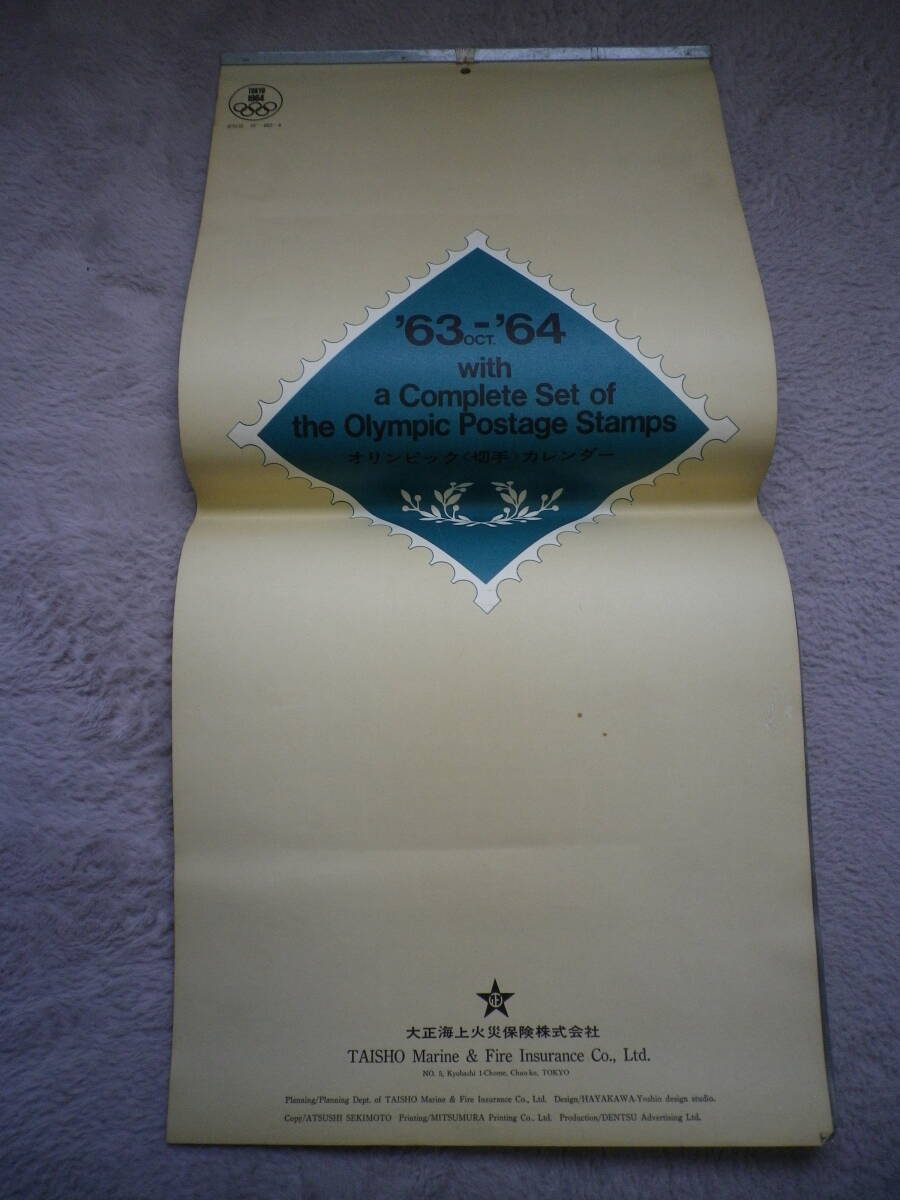 TOKYO
1964
'63 OCT. - '64
with
a Complete Set of
the Olympic Postage Stamps
オリンピック〈切手〉カレンダー
正
大正海上火災保険株式会社
TAISHO Marine & Fire Insurance Co., Ltd.
NO. 5, Kyobashi 1-Chome, Chuo-ku, TOKYO
Planning/Planning Dept. of TAISHO Marine & Fire Insurance Co., Ltd. Design/HAYAKAWA-Yoshio design studio.
Copy/ATSUSHI SEKIMOTO Printing/MITSUMURA Printing Co., Ltd. Production/DENTSU Advertising Ltd.